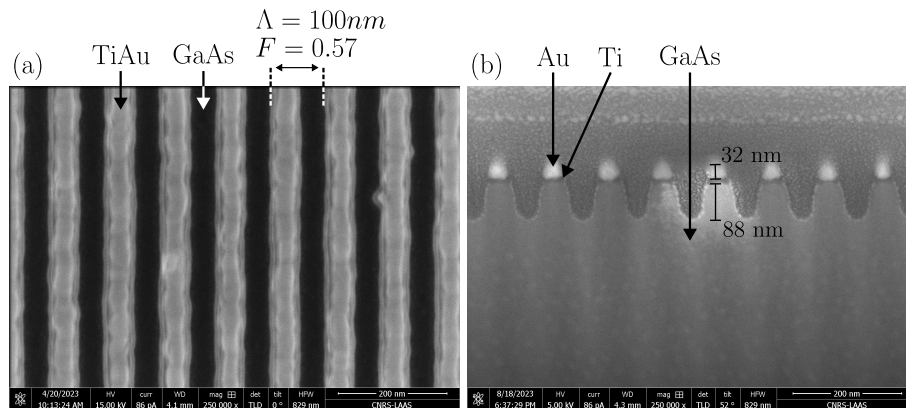 Λ = 100nm
F = 0.57
(a) TiAu GaAs
(b) Au Ti GaAs
32 nm
88 nm
4/20/2023 HV curr WD mag ⊞ det tilt HFW 200 nm
10:13:24 AM 15.00 kV 86 pA 4.1 mm 250 000 x TLD 0 ° 829 nm CNRS-LAAS
8/18/2023 HV curr WD mag ⊞ det tilt HFW 200 nm
6:37:29 PM 5.00 kV 86 pA 4.3 mm 250 000 x TLD 52 ° 829 nm CNRS-LAAS